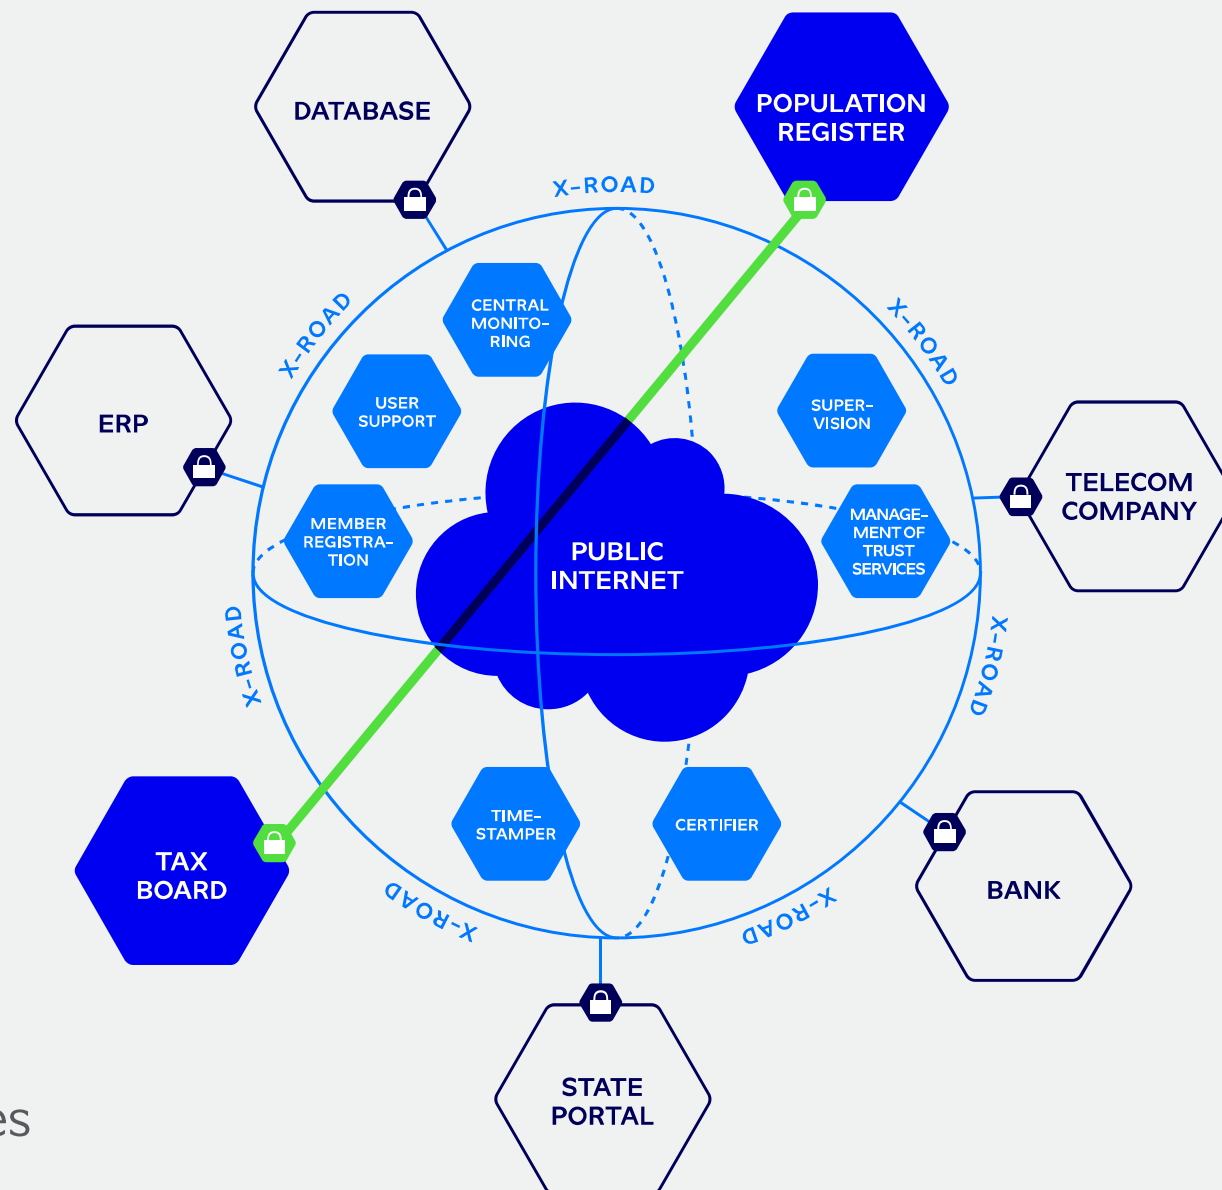 DATABASE
POPULATION
REGISTER
X-ROAD
X-ROAD
X-ROAD
CENTRAL
MONITO-
RING
USER
SUPPORT
SUPER-
VISION
ERP
TELECOM
COMPANY
MEMBER
REGISTRA-
TION
PUBLIC
INTERNET
MANAGE-
MENT OF
TRUST
SERVICES
X-ROAD
X-ROAD
TIME-
STAMPER
CERTIFIER
TAX
BOARD
BANK
X-ROAD
X-ROAD
STATE
PORTAL
es